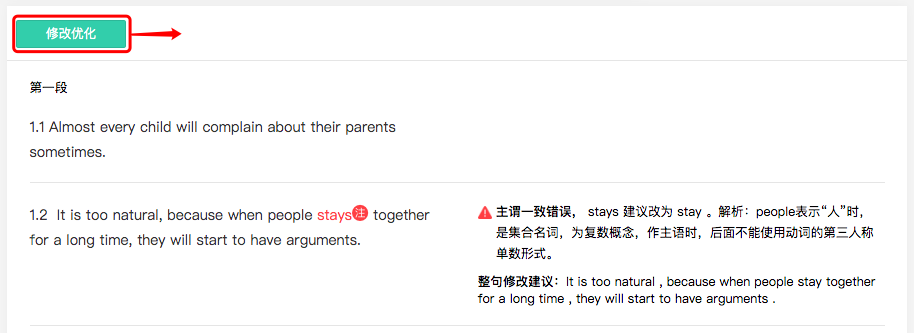 修改优化
第一段
1.1 Almost every child will complain about their parents
sometimes.
1.2 It is too natural, because when people stays注 together
for a long time, they will start to have arguments.
主谓一致错误， stays 建议改为 stay 。解析：people表示“人”时，
是集合名词，为复数概念，作主语时，后面不能使用动词的第三人称
单数形式。
整句修改建议：It is too natural , because when people stay together
for a long time , they will start to have arguments .